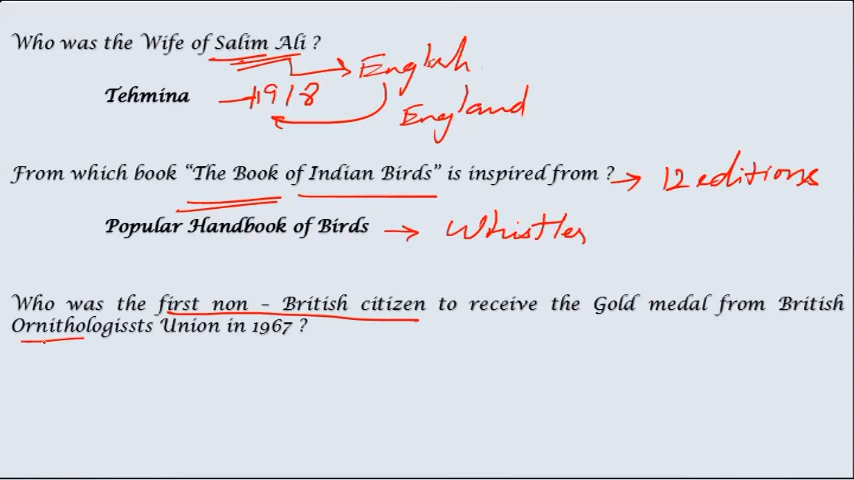 Who was the Wife of Salim Ali ?
English
Tehmina 1918
England
From which book “The Book of Indian Birds” is inspired from ? → 12 editions
Popular Handbook of Birds → Whistler
Who was the first non – British citizen to receive the Gold medal from British
Ornithologissts Union in 1967 ?